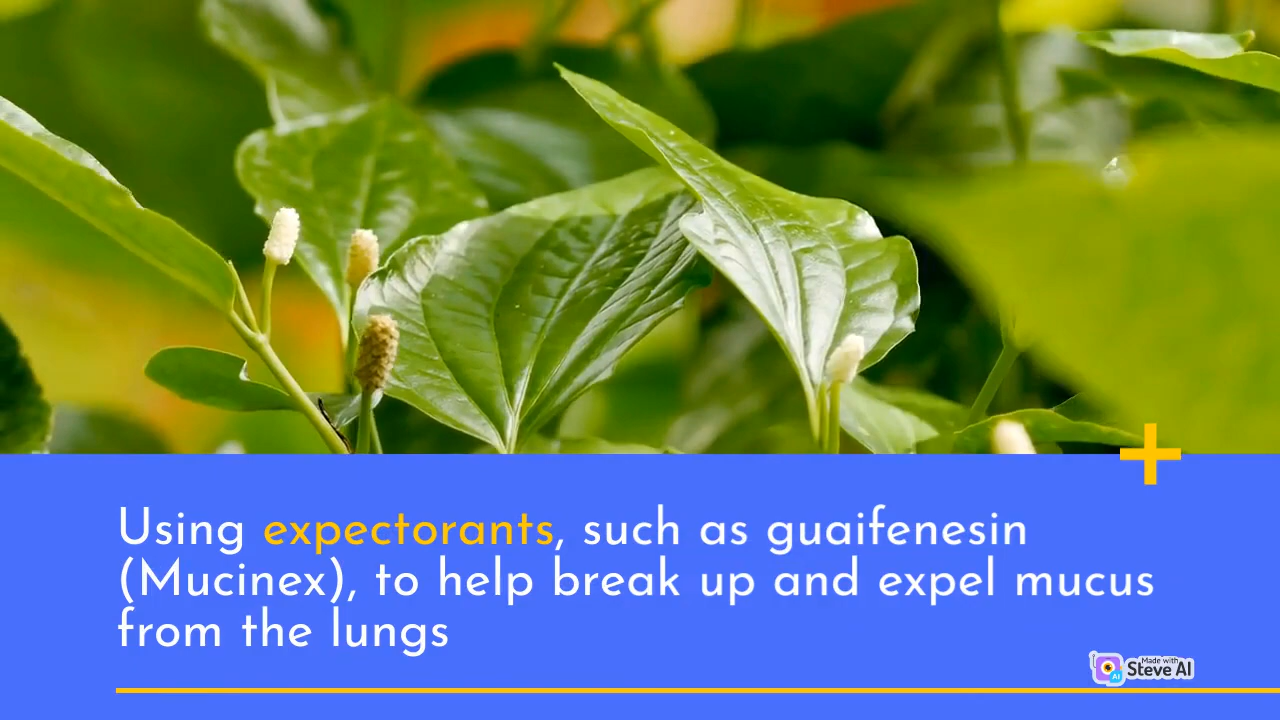 Using expectorants, such as guaifenesin
(Mucinex), to help break up and expel mucus
from the lungs
Made with
Steve AI
AI